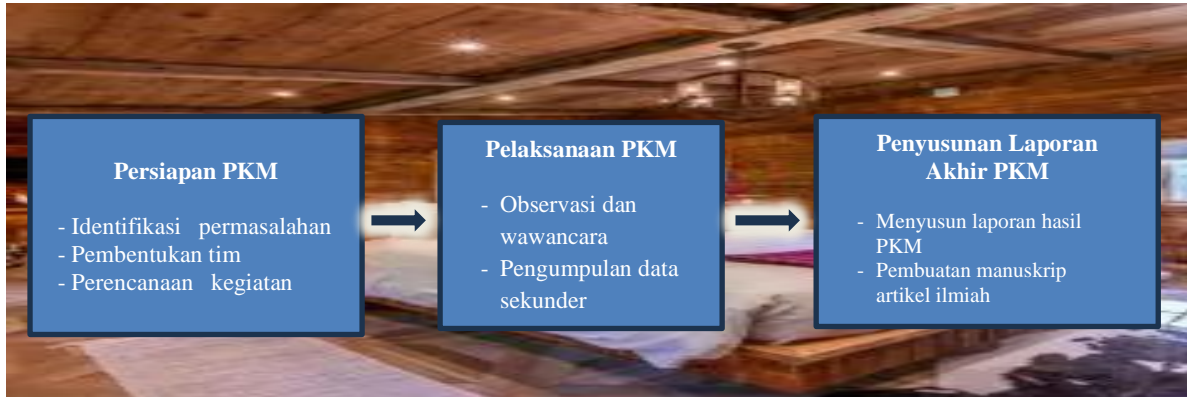 Persiapan PKM
- Identifikasi permasalahan
- Pembentukan tim
- Perencanaan kegiatan
Pelaksanaan PKM
- Observasi dan
wawancara
- Pengumpulan data
sekunder
Penyusunan Laporan
Akhir PKM
- Menyusun laporan hasil
PKM
- Pembuatan manuskrip
artikel ilmiah